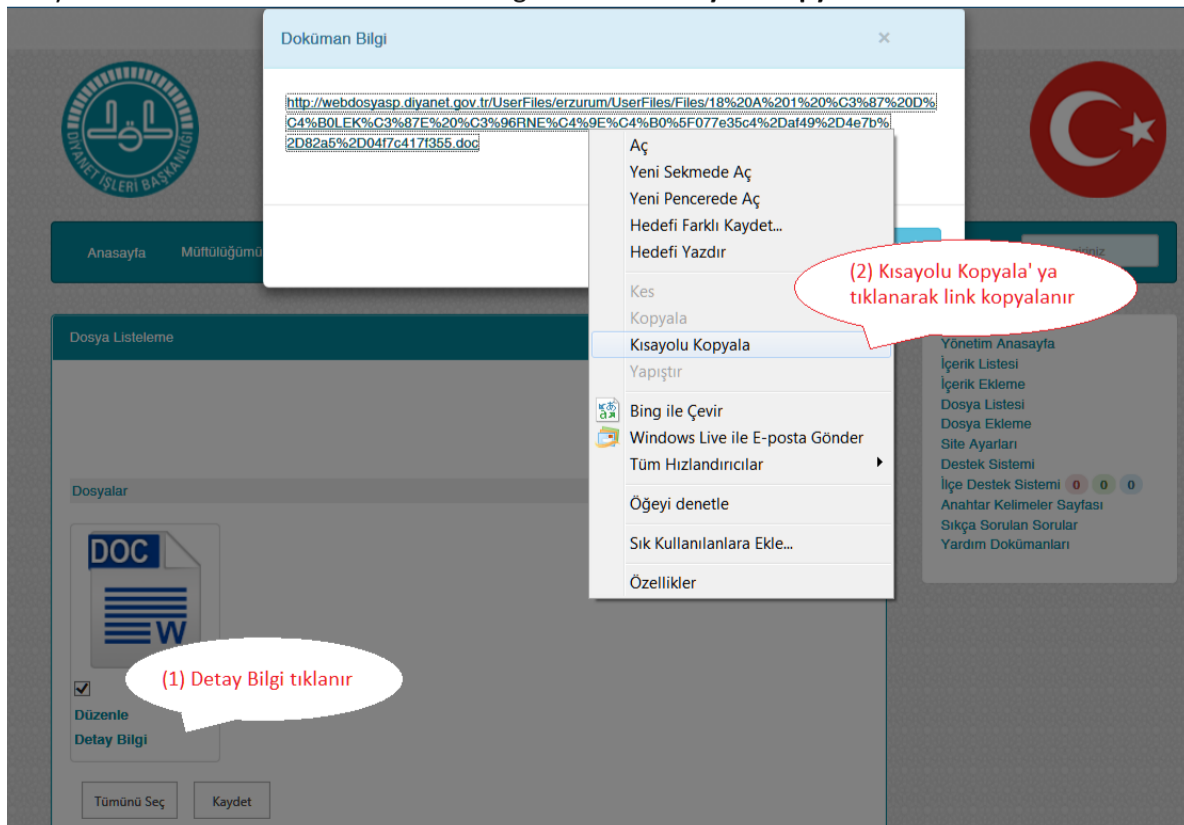 Doküman Bilgi ×
http://webdosyasp.diyanet.gov.tr/UserFiles/erzurum/UserFiles/Files/18%20A%201%20%C3%87%20D%
C4%B0LEK%C3%87E%20%C3%96RNE%C4%9E%C4%B0%5F077e35c4%2Daf49%2D4e7b%
2D82a5%2D04f7c417f355.doc
DİYANET İŞLERİ BAŞKANLIĞI
Aç
Yeni Sekmede Aç
Yeni Pencerede Aç
Hedefi Farklı Kaydet...
Hedefi Yazdır
Kes
Kopyala
Kısayolu Kopyala
Yapıştır
Bing ile Çevir
Windows Live ile E-posta Gönder
Tüm Hızlandırıcılar
Öğeyi denetle
Sık Kullanılanlara Ekle...
Özellikler
(2) Kısayolu Kopyala' ya
tıklanarak link kopyalanır
Anasayfa Müftülüğümü
Dosya Listeleme
Yönetim Anasayfa
İçerik Listesi
İçerik Ekleme
Dosya Listesi
Dosya Ekleme
Site Ayarları
Destek Sistemi
İlçe Destek Sistemi 0 0 0
Anahtar Kelimeler Sayfası
Sıkça Sorulan Sorular
Yardım Dokümanları
Dosyalar
DOC
W
(1) Detay Bilgi tıklanır
Düzenle
Detay Bilgi
Tümünü Seç Kaydet